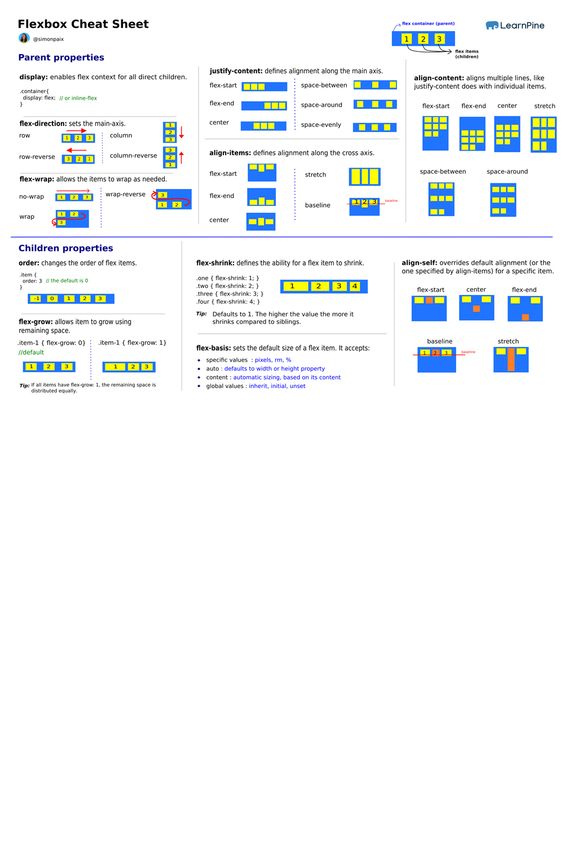 Flexbox Cheat Sheet
@simonpaix
flex container (parent)
1 2 3
flex items
(children)
LearnPine
Parent properties
display: enables flex context for all direct children.
.container{
display: flex; // or inline-flex
}
flex-direction: sets the main-axis.
row
1 2 3
column
1
2
3
row-reverse
3 2 1
column-reverse
3
2
1
flex-wrap: allows the items to wrap as needed.
no-wrap
1 2 3
wrap-reverse
3
1 2
wrap
1 2
3
justify-content: defines alignment along the main axis.
flex-start
space-between
flex-end
space-around
center
space-evenly
align-items: defines alignment along the cross axis.
flex-start
stretch
flex-end
baseline
1 2 3
baseline
center
align-content: aligns multiple lines, like
justify-content does with individual items.
flex-start
flex-end
center
stretch
space-between
space-around
Children properties
order: changes the order of flex items.
.item {
order: 3 // the default is 0
}
-1 0 1 2 3
flex-grow: allows item to grow using
remaining space.
.item-1 { flex-grow: 0}
//default
1 2 3
.item-1 { flex-grow: 1}
1 2 3
Tip: If all items have flex-grow: 1, the remaining space is
distributed equally.
flex-shrink: defines the ability for a flex item to shrink.
.one { flex-shrink: 1; }
.two { flex-shrink: 2; }
.three { flex-shrink: 3; }
.four { flex-shrink: 4; }
1 2 3 4
Tip: Defaults to 1. The higher the value the more it
shrinks compared to siblings.
flex-basis: sets the default size of a flex item. It accepts:
specific values : pixels, rm, %
auto : defaults to width or height property
content : automatic sizing, based on its content
global values : inherit, initial, unset
align-self: overrides default alignment (or the
one specified by align-items) for a specific item.
flex-start
center
flex-end
baseline
1 2 3
baseline
stretch